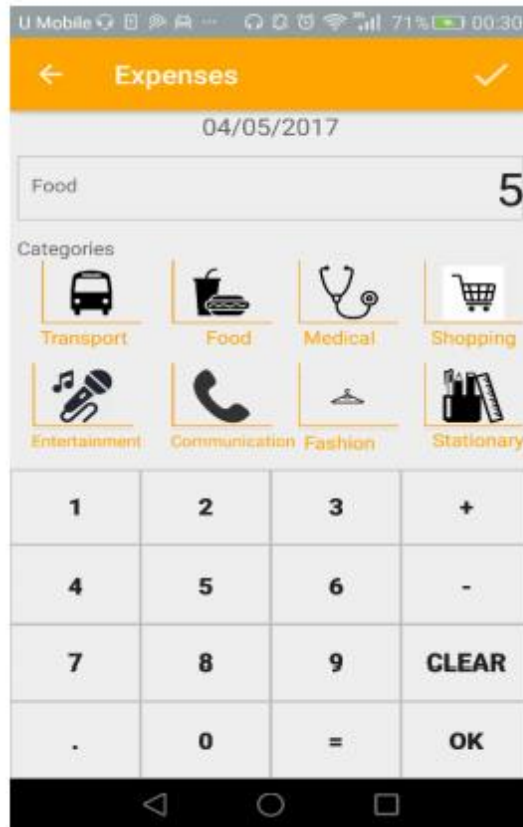 U Mobile 71% 00:30
Expenses
04/05/2017
Food 5
Categories
Transport Food Medical Shopping
Entertainment Communication Fashion Stationary
1 2 3 +
4 5 6 -
7 8 9 CLEAR
. 0 = OK